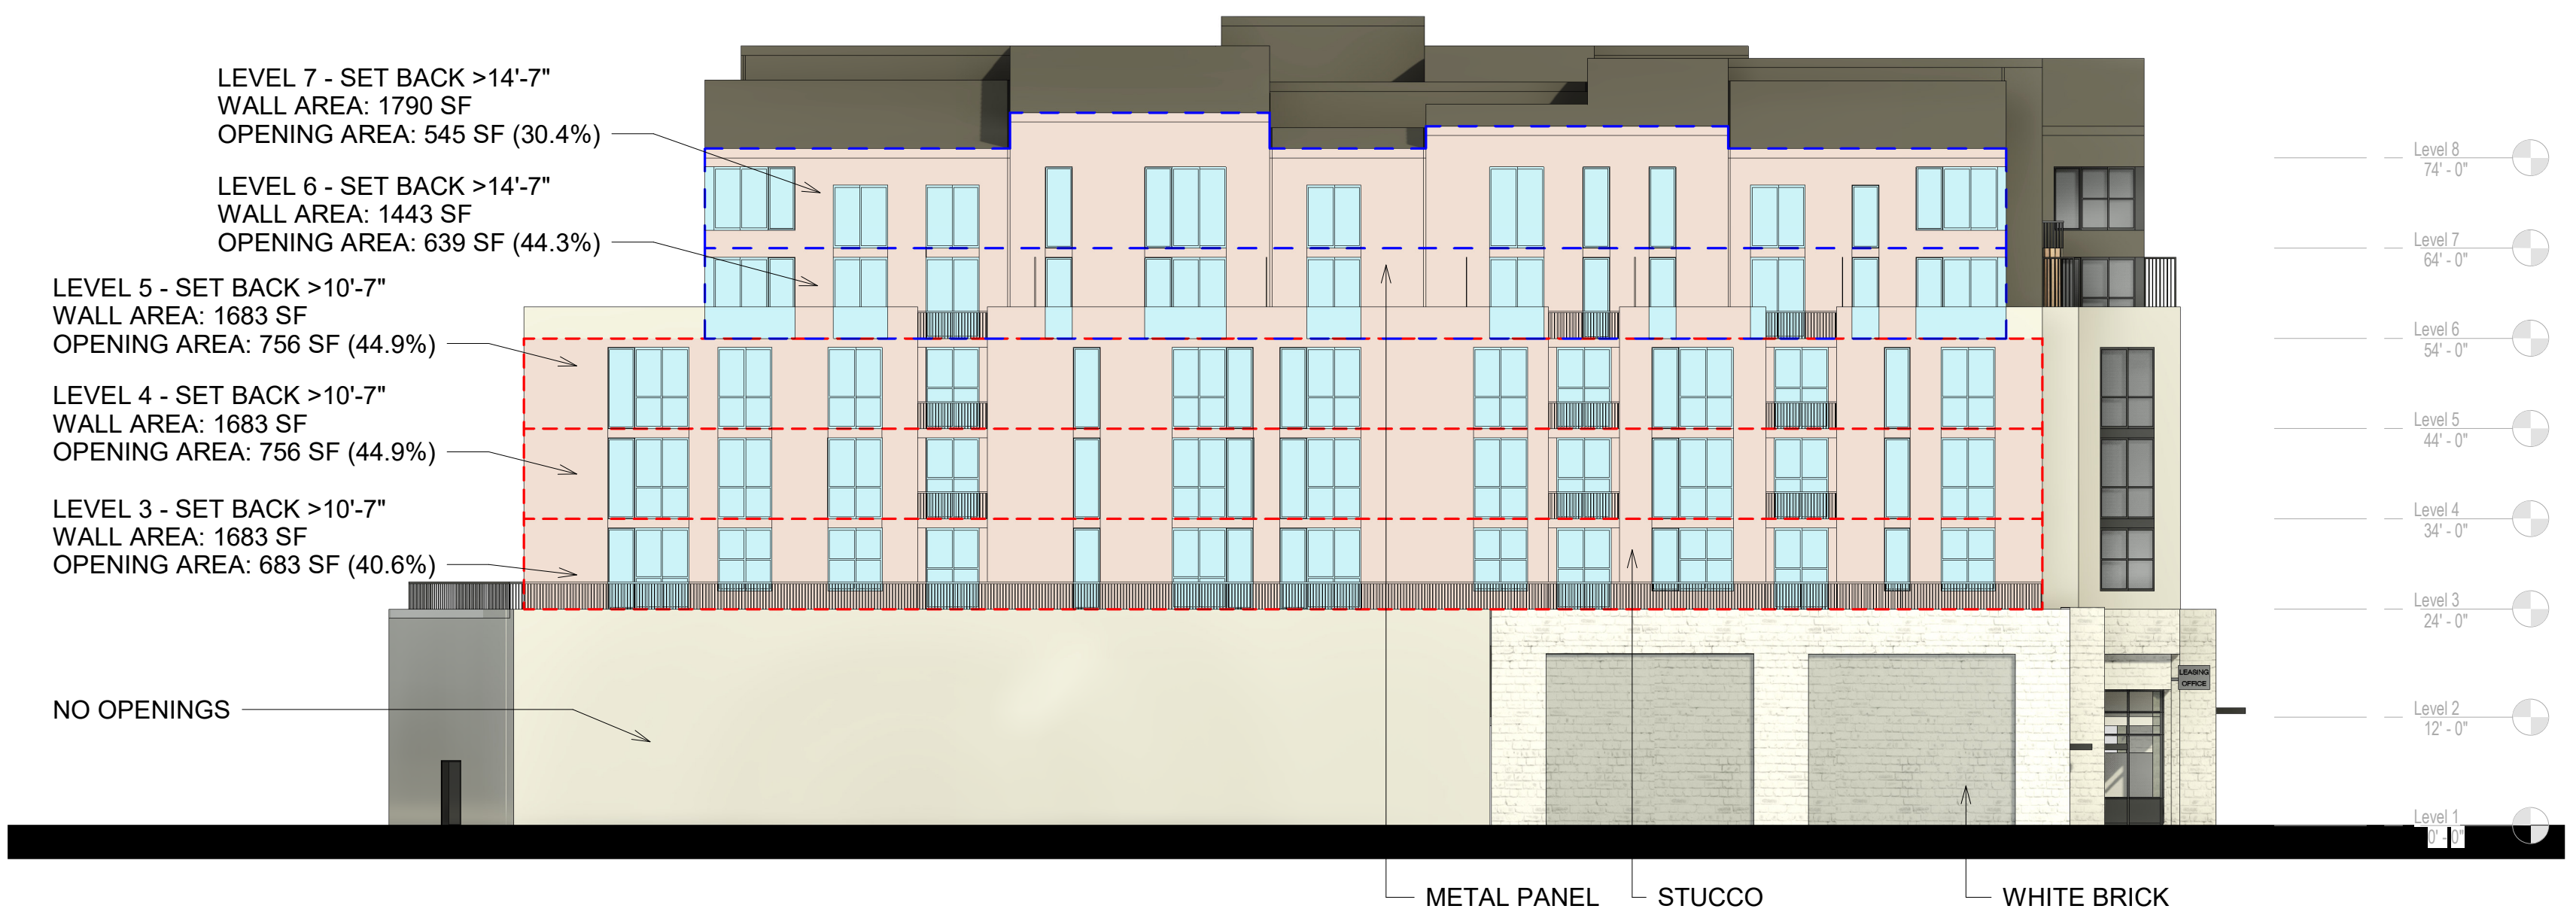 LEVEL 7 - SET BACK >14'-7"
WALL AREA: 1790 SF
OPENING AREA: 545 SF (30.4%)
LEVEL 6 - SET BACK >14'-7"
WALL AREA: 1443 SF
OPENING AREA: 639 SF (44.3%)
LEVEL 5 - SET BACK >10'-7"
WALL AREA: 1683 SF
OPENING AREA: 756 SF (44.9%)
LEVEL 4 - SET BACK >10'-7"
WALL AREA: 1683 SF
OPENING AREA: 756 SF (44.9%)
LEVEL 3 - SET BACK >10'-7"
WALL AREA: 1683 SF
OPENING AREA: 683 SF (40.6%)
NO OPENINGS
LEASING
OFFICE
Level 8
74' - 0"
Level 7
64' - 0"
Level 6
54' - 0"
Level 5
44' - 0"
Level 4
34' - 0"
Level 3
24' - 0"
Level 2
12' - 0"
Level 1
0' - 0"
METAL PANEL
STUCCO
WHITE BRICK